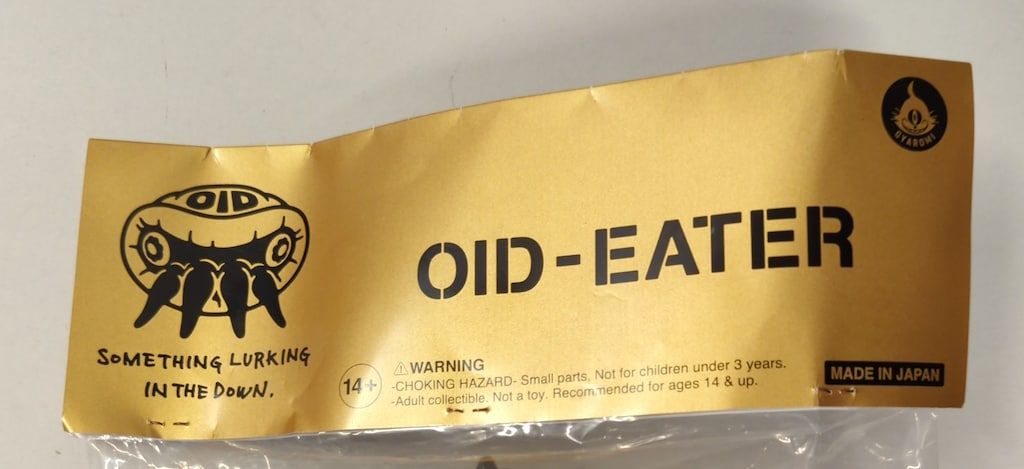 OID
SOMETHING LURKING
IN THE DOWN.
OID-EATER
14+
⚠WARNING
-CHOKING HAZARD- Small parts, Not for children under 3 years.
-Adult collectible. Not a toy. Recommended for ages 14 & up.
UYAROMI
MADE IN JAPAN